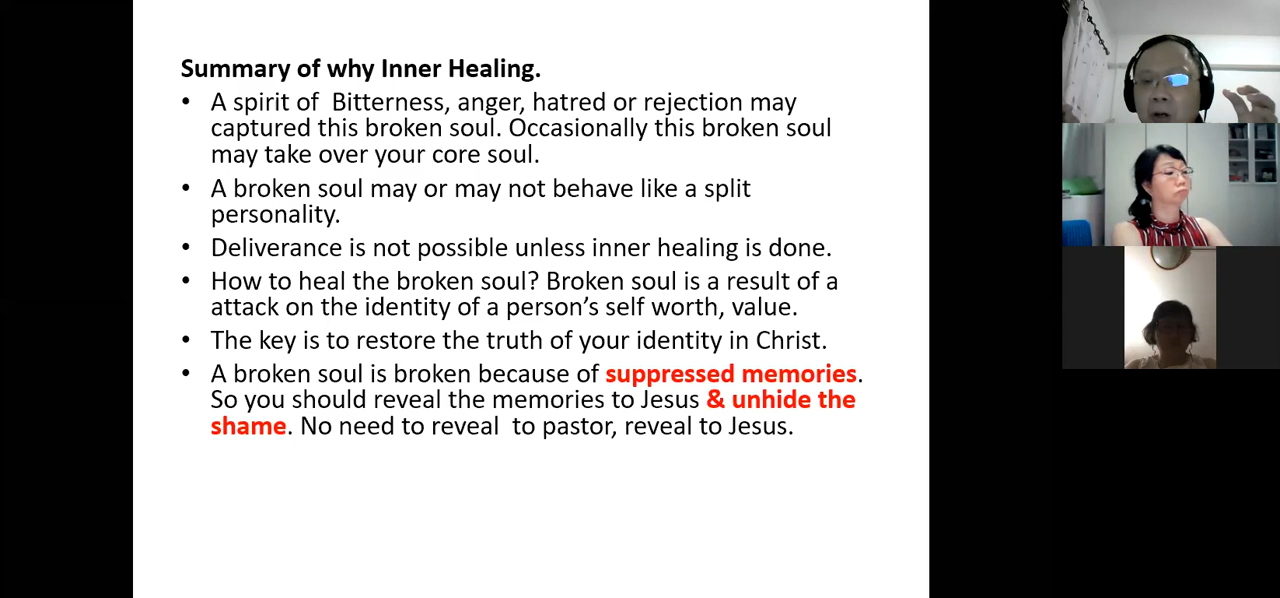 Summary of why Inner Healing.
• A spirit of  Bitterness, anger, hatred or rejection may
captured this broken soul. Occasionally this broken soul
may take over your core soul.
• A broken soul may or may not behave like a split
personality.
• Deliverance is not possible unless inner healing is done.
• How to heal the broken soul? Broken soul is a result of a
attack on the identity of a person’s self worth, value.
• The key is to restore the truth of your identity in Christ.
• A broken soul is broken because of suppressed memories.
So you should reveal the memories to Jesus & unhide the
shame. No need to reveal  to pastor, reveal to Jesus.